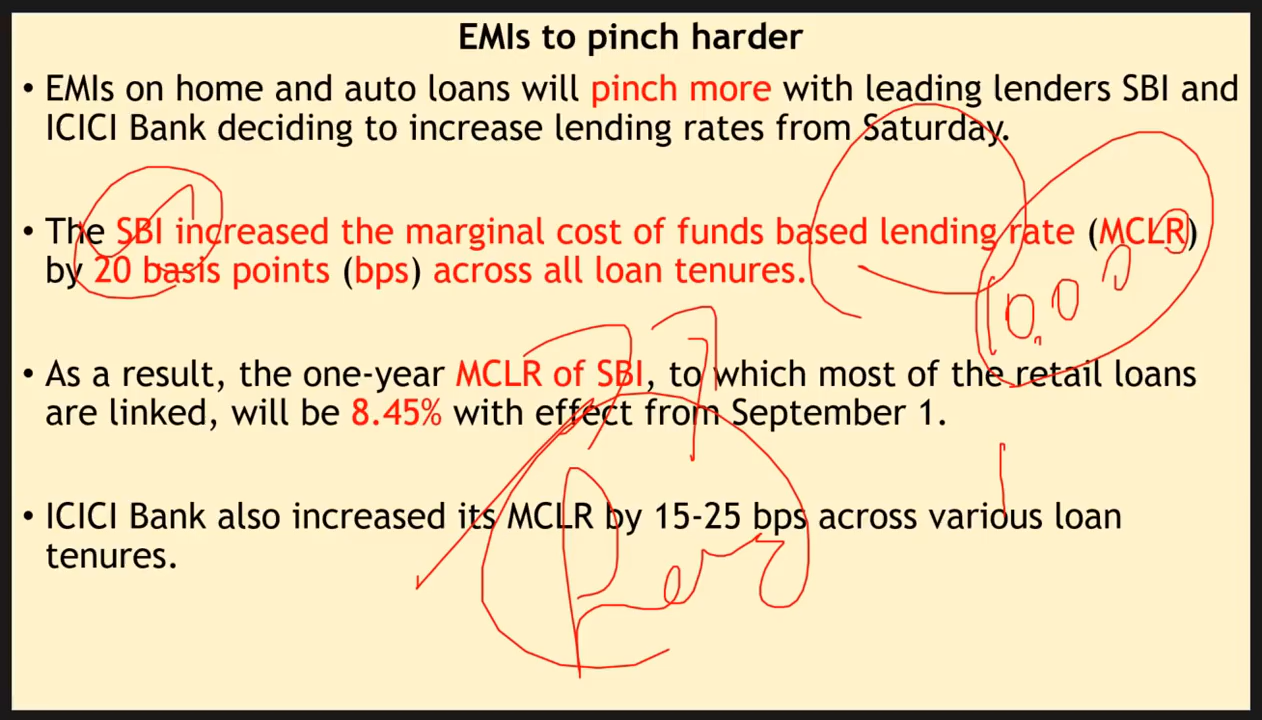 EMIs to pinch harder
• EMIs on home and auto loans will pinch more with leading lenders SBI and
ICICI Bank deciding to increase lending rates from Saturday.
• The SBI increased the marginal cost of funds based lending rate (MCLR)
by 20 basis points (bps) across all loan tenures.
• As a result, the one-year MCLR of SBI, to which most of the retail loans
are linked, will be 8.45% with effect from September 1.
• ICICI Bank also increased its MCLR by 15-25 bps across various loan
tenures.